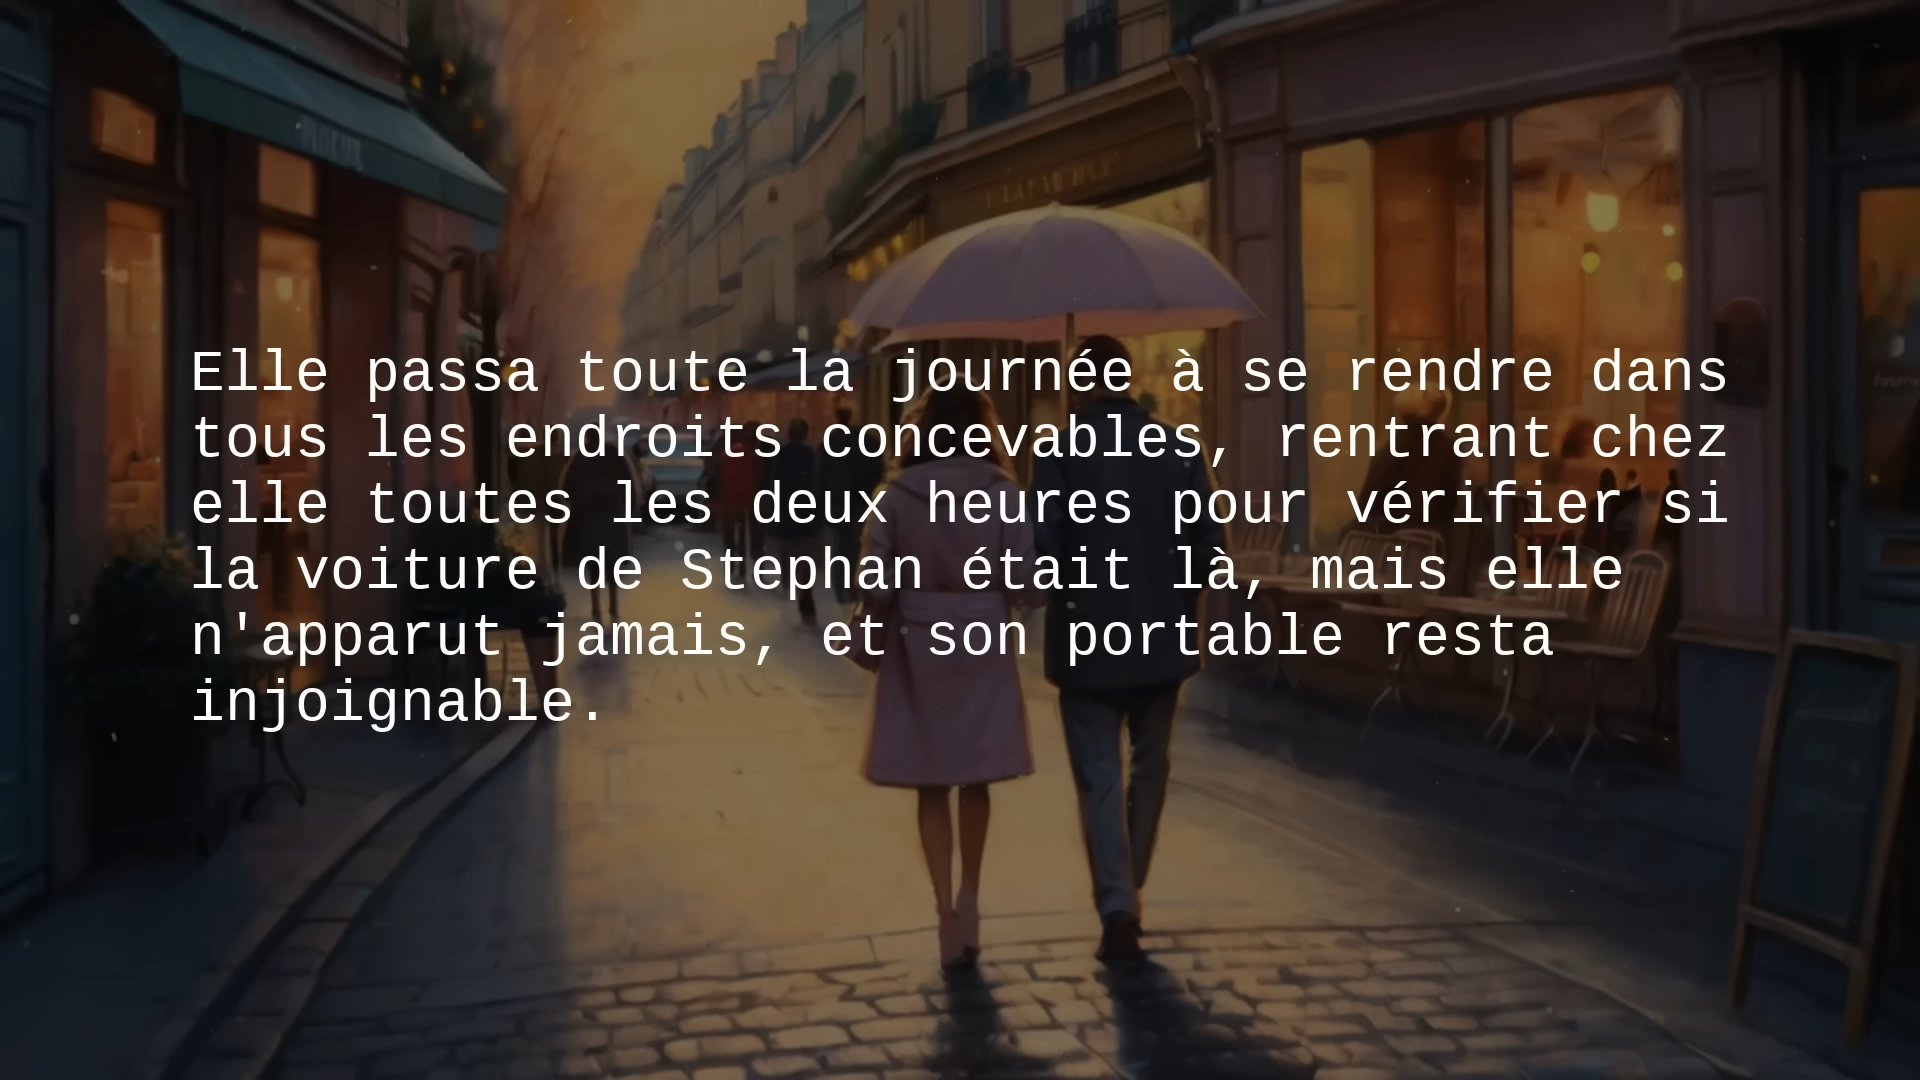 Elle passa toute la journée à se rendre dans
tous les endroits concevables, rentrant chez
elle toutes les deux heures pour vérifier si
la voiture de Stephan était là, mais elle
n'apparut jamais, et son portable resta
injoignable.